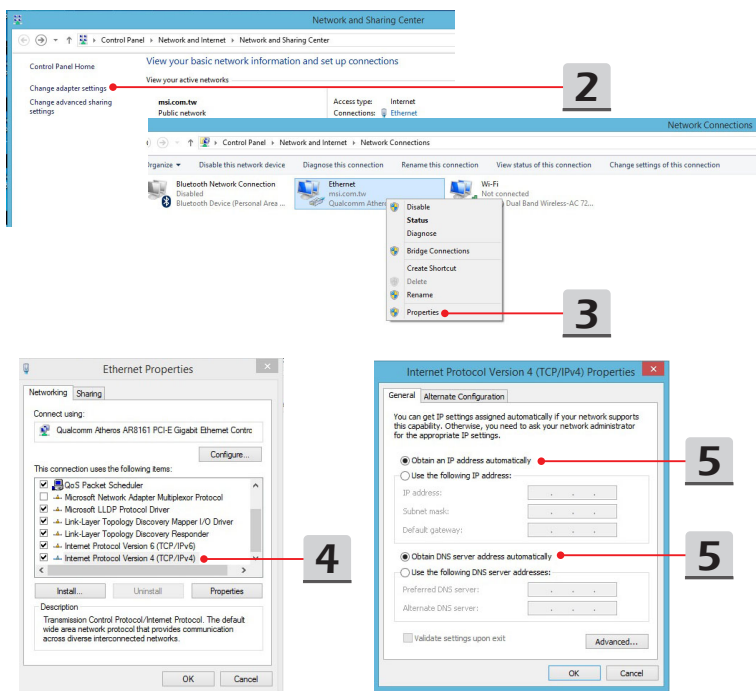 Network and Sharing Center
Control Panel › Network and Internet › Network and Sharing Center
Control Panel Home
Change adapter settings
Change advanced sharing
settings
View your basic network information and set up connections
View your active networks
msi.com.tw
Public network
Access type: Internet
Connections: Ethernet
2
Network Connections
Control Panel › Network and Internet › Network Connections
Organize Disable this network device Diagnose this connection Rename this connection View status of this connection Change settings of this connection
Bluetooth Network Connection
Disabled
Bluetooth Device (Personal Area ...
Ethernet
msi.com.tw
Qualcomm Ather
Wi-Fi
Not connected
Dual Band Wireless-AC 72...
Disable
Status
Diagnose
Bridge Connections
Create Shortcut
Delete
Rename
Properties
3
Ethernet Properties
Networking Sharing
Connect using:
Qualcomm Atheros AR8161 PCI-E Gigabit Ethernet Contrc
Configure...
This connection uses the following items:
QoS Packet Scheduler
Microsoft Network Adapter Multiplexor Protocol
Microsoft LLDP Protocol Driver
Link-Layer Topology Discovery Mapper I/O Driver
Link-Layer Topology Discovery Responder
Internet Protocol Version 6 (TCP/IPv6)
Internet Protocol Version 4 (TCP/IPv4)
4
Install... Uninstall Properties
Description
Transmission Control Protocol/Internet Protocol. The default
wide area network protocol that provides communication
across diverse interconnected networks.
OK Cancel
Internet Protocol Version 4 (TCP/IPv4) Properties
General Alternate Configuration
You can get IP settings assigned automatically if your network supports
this capability. Otherwise, you need to ask your network administrator
for the appropriate IP settings.
Obtain an IP address automatically
5
Use the following IP address:
IP address:
Subnet mask:
Default gateway:
Obtain DNS server address automatically
5
Use the following DNS server addresses:
Preferred DNS server:
Alternate DNS server:
Validate settings upon exit
Advanced...
OK Cancel